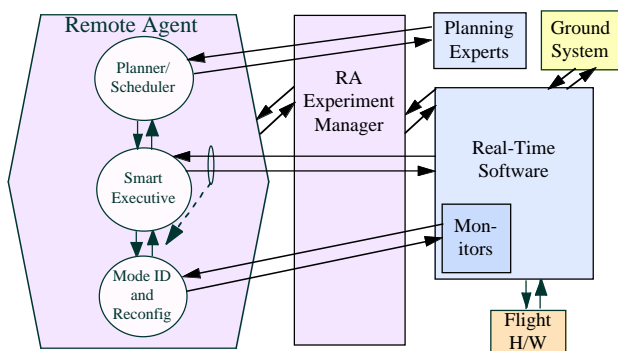 Remote Agent
Planner/
Scheduler
Smart
Executive
Mode ID
and
Reconfig
RA
Experiment
Manager
Planning
Experts
Ground
System
Real-Time
Software
Mon-
itors
Flight
H/W